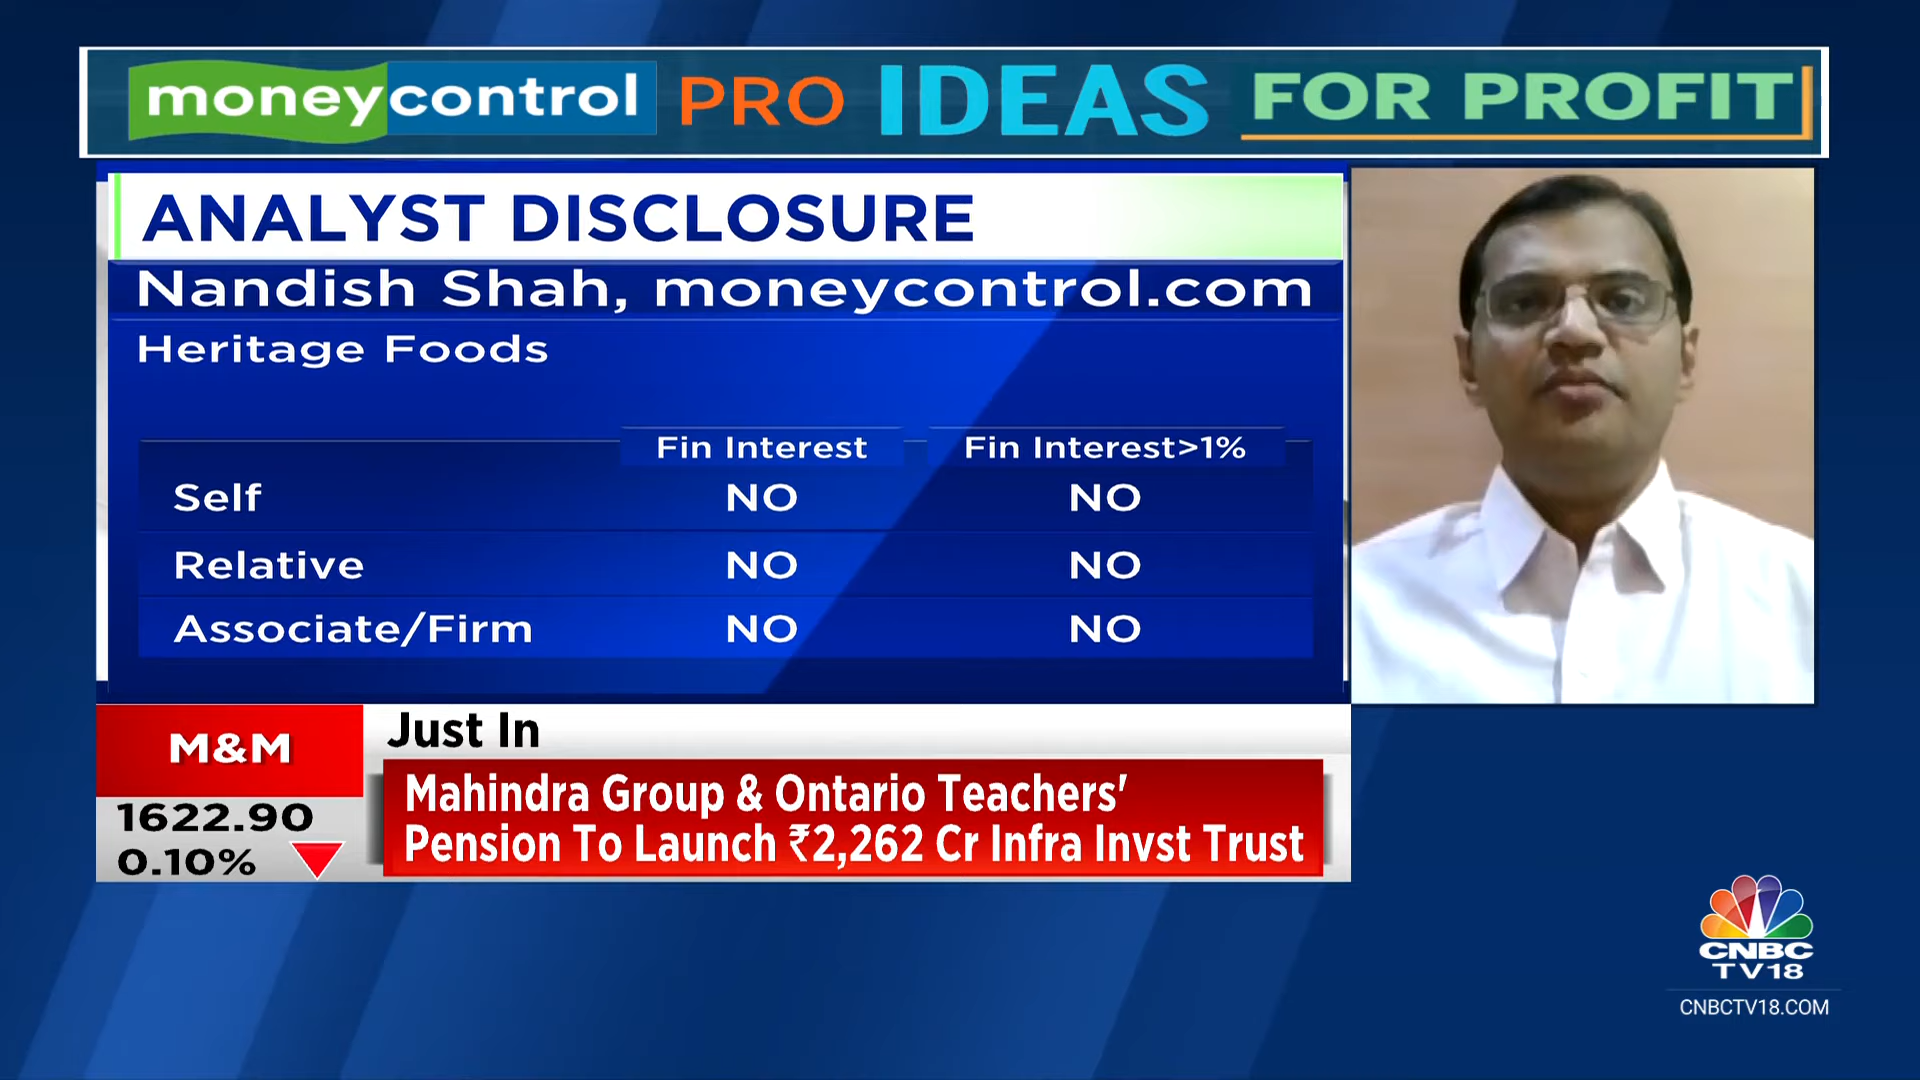 moneycontrol PRO IDEAS FOR PROFIT
ANALYST DISCLOSURE
Nandish Shah, moneycontrol.com
Heritage Foods
Fin Interest Fin Interest>1%
Self NO NO
Relative NO NO
Associate/Firm NO NO
M&M
1622.90
0.10%
Just In
Mahindra Group & Ontario Teachers'
Pension To Launch ₹2,262 Cr Infra Invst Trust
CNBC
TV18
CNBCTV18.COM